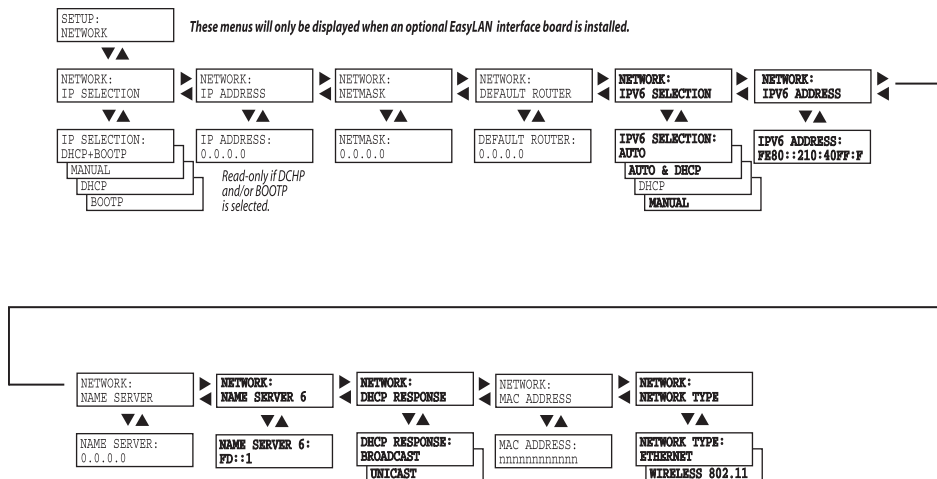 SETUP:
NETWORK
These menus will only be displayed when an optional EasyLAN interface board is installed.
NETWORK:
IP SELECTION
NETWORK:
IP ADDRESS
NETWORK:
NETMASK
NETWORK:
DEFAULT ROUTER
NETWORK:
IPV6 SELECTION
NETWORK:
IPV6 ADDRESS
IP SELECTION:
DHCP+BOOTP
MANUAL
DHCP
BOOTP
IP ADDRESS:
0.0.0.0
Read-only if DCHP
and/or BOOTP
is selected.
NETMASK:
0.0.0.0
DEFAULT ROUTER:
0.0.0.0
IPV6 SELECTION:
AUTO
AUTO & DHCP
DHCP
MANUAL
IPV6 ADDRESS:
FE80::210:40FF:F
NETWORK:
NAME SERVER
NETWORK:
NAME SERVER 6
NETWORK:
DHCP RESPONSE
NETWORK:
MAC ADDRESS
NETWORK:
NETWORK TYPE
NAME SERVER:
0.0.0.0
NAME SERVER 6:
FD::1
DHCP RESPONSE:
BROADCAST
UNICAST
MAC ADDRESS:
nnnnnnnnnnnn
NETWORK TYPE:
ETHERNET
WIRELESS 802.11